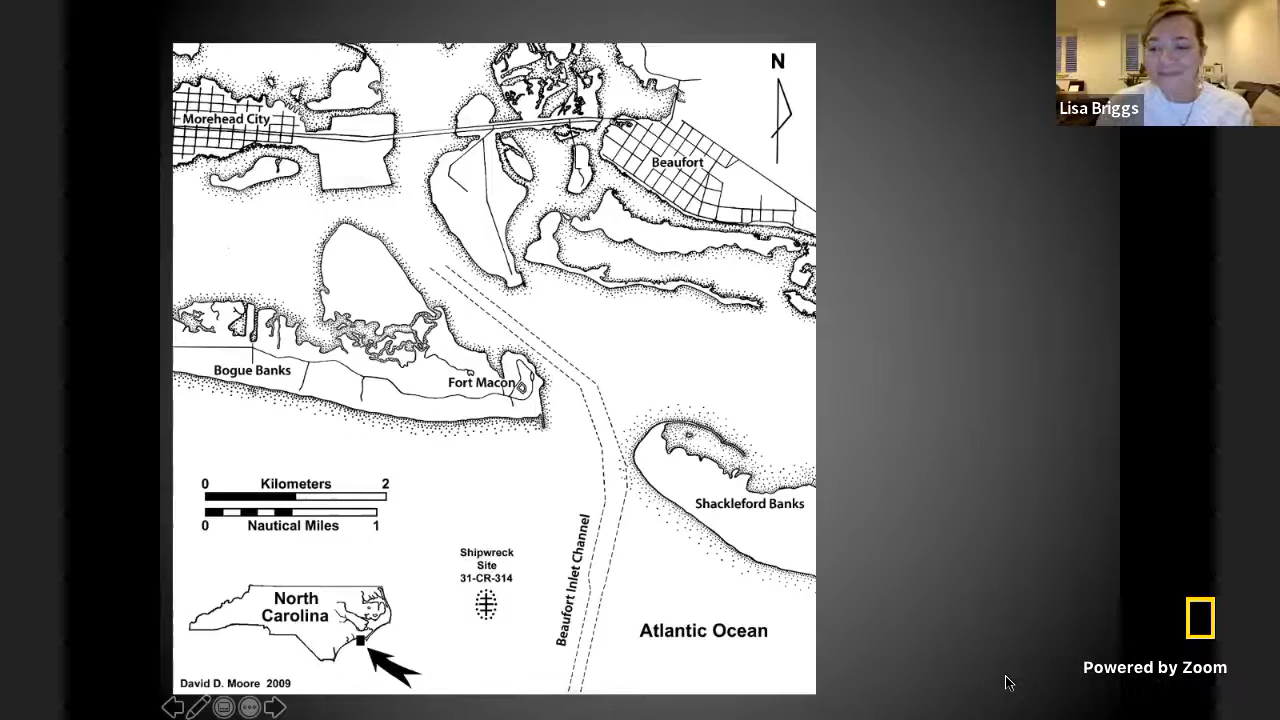 Lisa Briggs
N
Morehead City
Beaufort
Bogue Banks
Fort Macon
Shackleford Banks
0 Kilometers 2
0 Nautical Miles 1
Shipwreck
Site
31-CR-314
Beaufort Inlet Channel
North
Carolina
Atlantic Ocean
David D. Moore 2009
Powered by Zoom